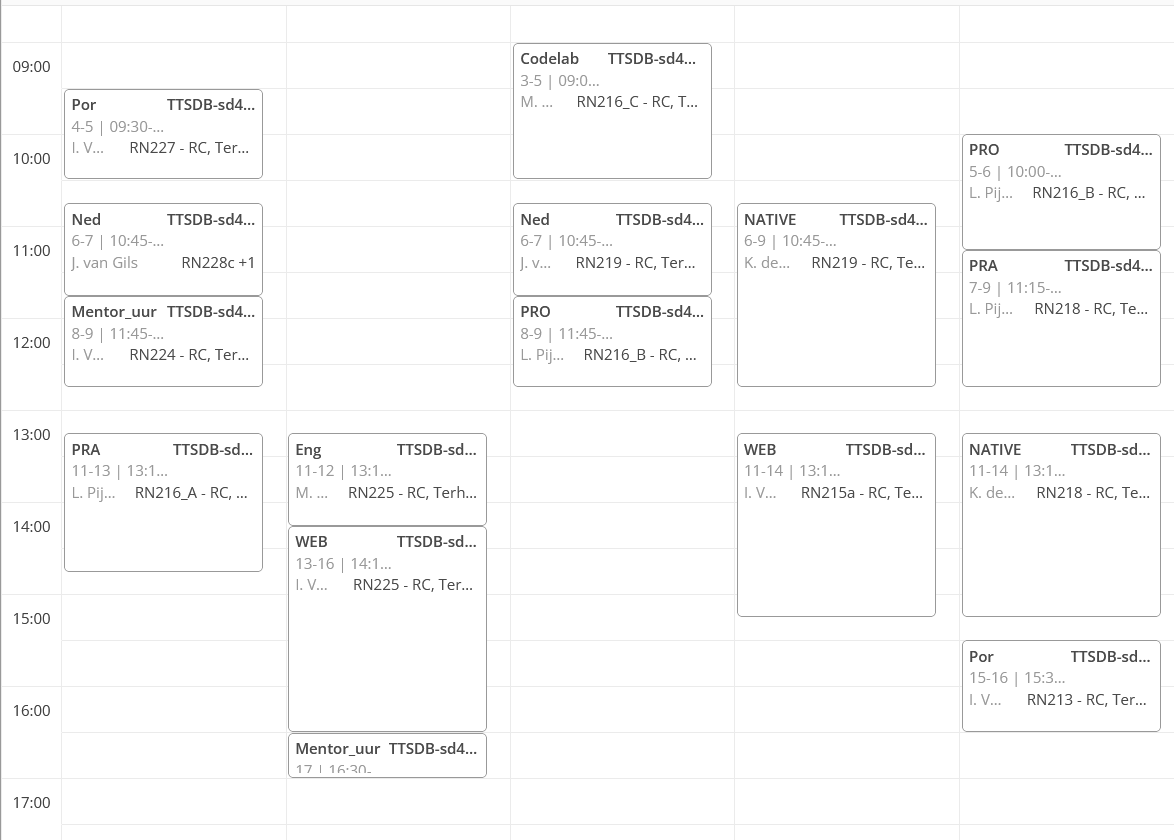 09:00
10:00
11:00
12:00
13:00
14:00
15:00
16:00
17:00
Por TTSDB-sd4...
4-5 | 09:30-...
I. V... RN227 - RC, Ter...
Ned TTSDB-sd4...
6-7 | 10:45-...
J. van Gils RN228c +1
Mentor_uur TTSDB-sd4...
8-9 | 11:45-...
I. V... RN224 - RC, Ter...
PRA TTSDB-sd...
11-13 | 13:1...
L. Pij... RN216_A - RC, ...
Eng TTSDB-sd...
11-12 | 13:1...
M. ... RN225 - RC, Terh...
WEB TTSDB-sd...
13-16 | 14:1...
I. V... RN225 - RC, Ter...
Mentor_uur TTSDB-sd4...
17 | 16:30-
Codelab TTSDB-sd4...
3-5 | 09:0...
M. ... RN216_C - RC, T...
Ned TTSDB-sd4...
6-7 | 10:45-...
J. v... RN219 - RC, Ter...
PRO TTSDB-sd4...
8-9 | 11:45-...
L. Pij... RN216_B - RC, ...
NATIVE TTSDB-sd4...
6-9 | 10:45-...
K. de... RN219 - RC, Te...
WEB TTSDB-sd...
11-14 | 13:1...
I. V... RN215a - RC, Te...
PRO TTSDB-sd4...
5-6 | 10:00-...
L. Pij... RN216_B - RC, ...
PRA TTSDB-sd4...
7-9 | 11:15-...
L. Pij... RN218 - RC, Te...
NATIVE TTSDB-sd...
11-14 | 13:1...
K. de... RN218 - RC, Te...
Por TTSDB-sd...
15-16 | 15:3...
I. V... RN213 - RC, Ter...